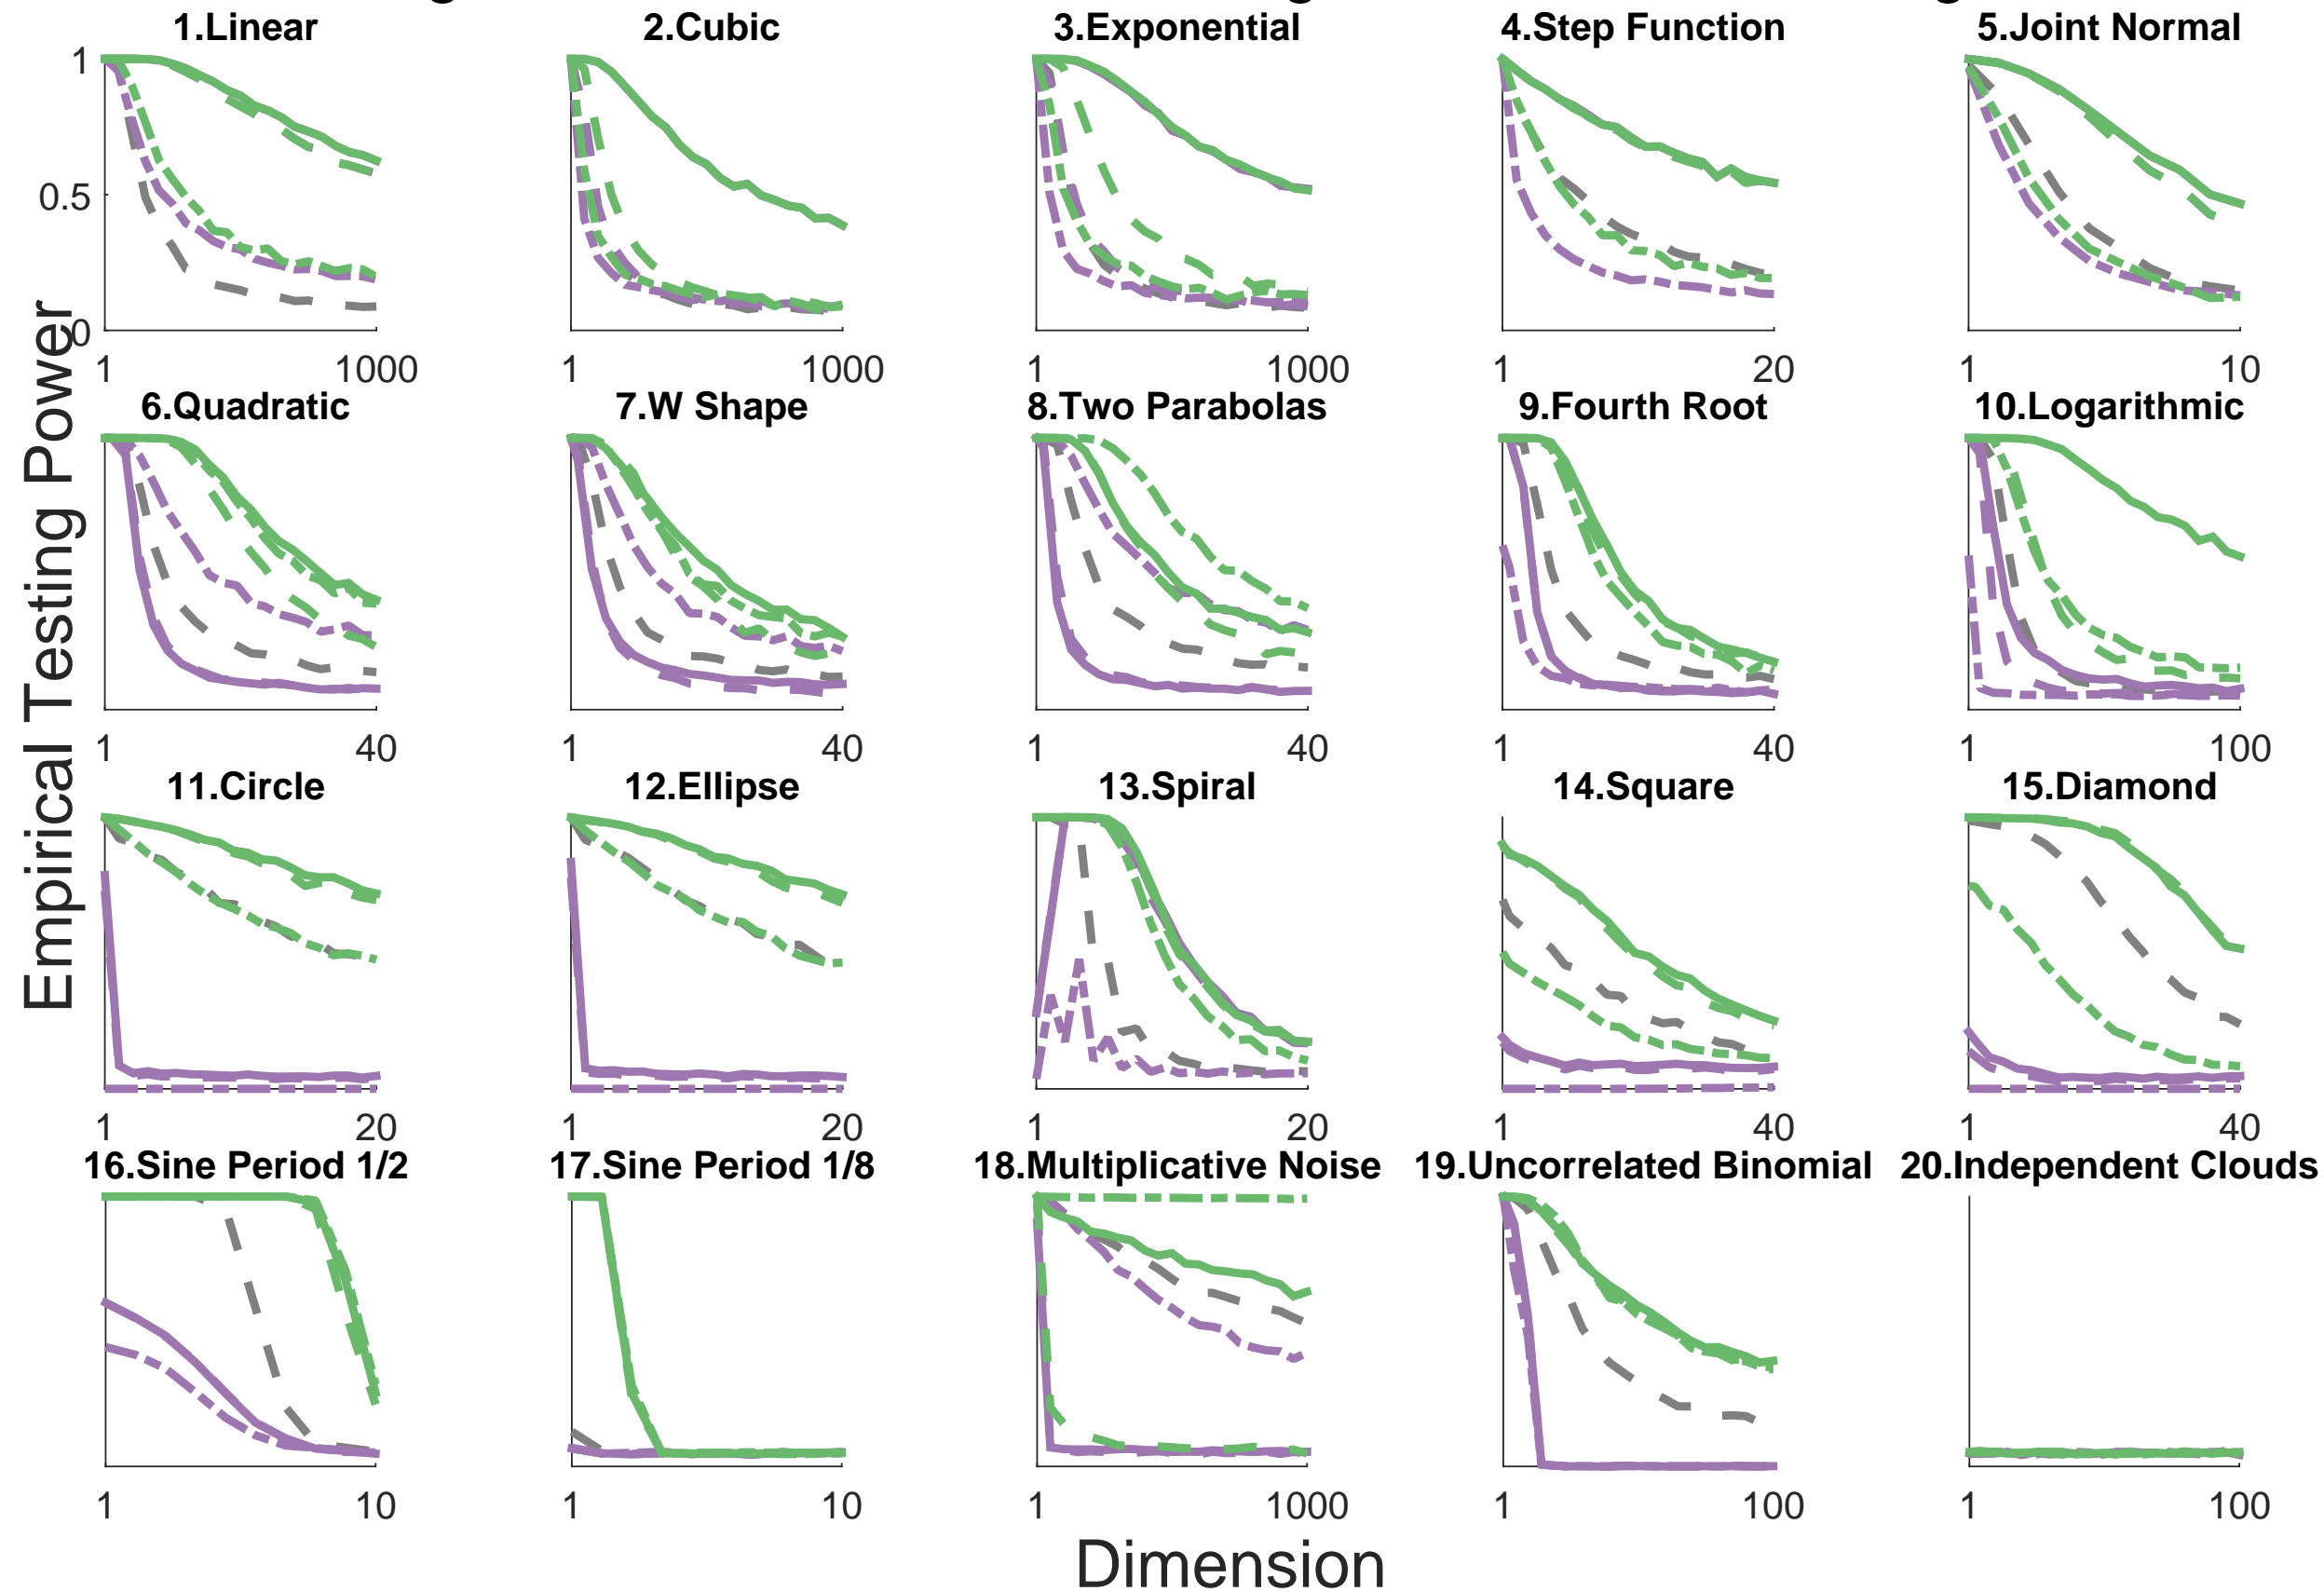 1.Linear
2.Cubic
3.Exponential
4.Step Function
5.Joint Normal
1
0.5
0
1
1000
1
1000
1
1000
1
20
1
10
6.Quadratic
7.W Shape
8.Two Parabolas
9.Fourth Root
10.Logarithmic
1
40
1
40
1
40
1
40
1
100
11.Circle
12.Ellipse
13.Spiral
14.Square
15.Diamond
1
20
1
20
1
20
1
40
1
40
16.Sine Period 1/2
17.Sine Period 1/8
18.Multiplicative Noise
19.Uncorrelated Binomial
20.Independent Clouds
1
10
1
10
1
1000
1
100
1
100
Empirical Testing Power
Dimension